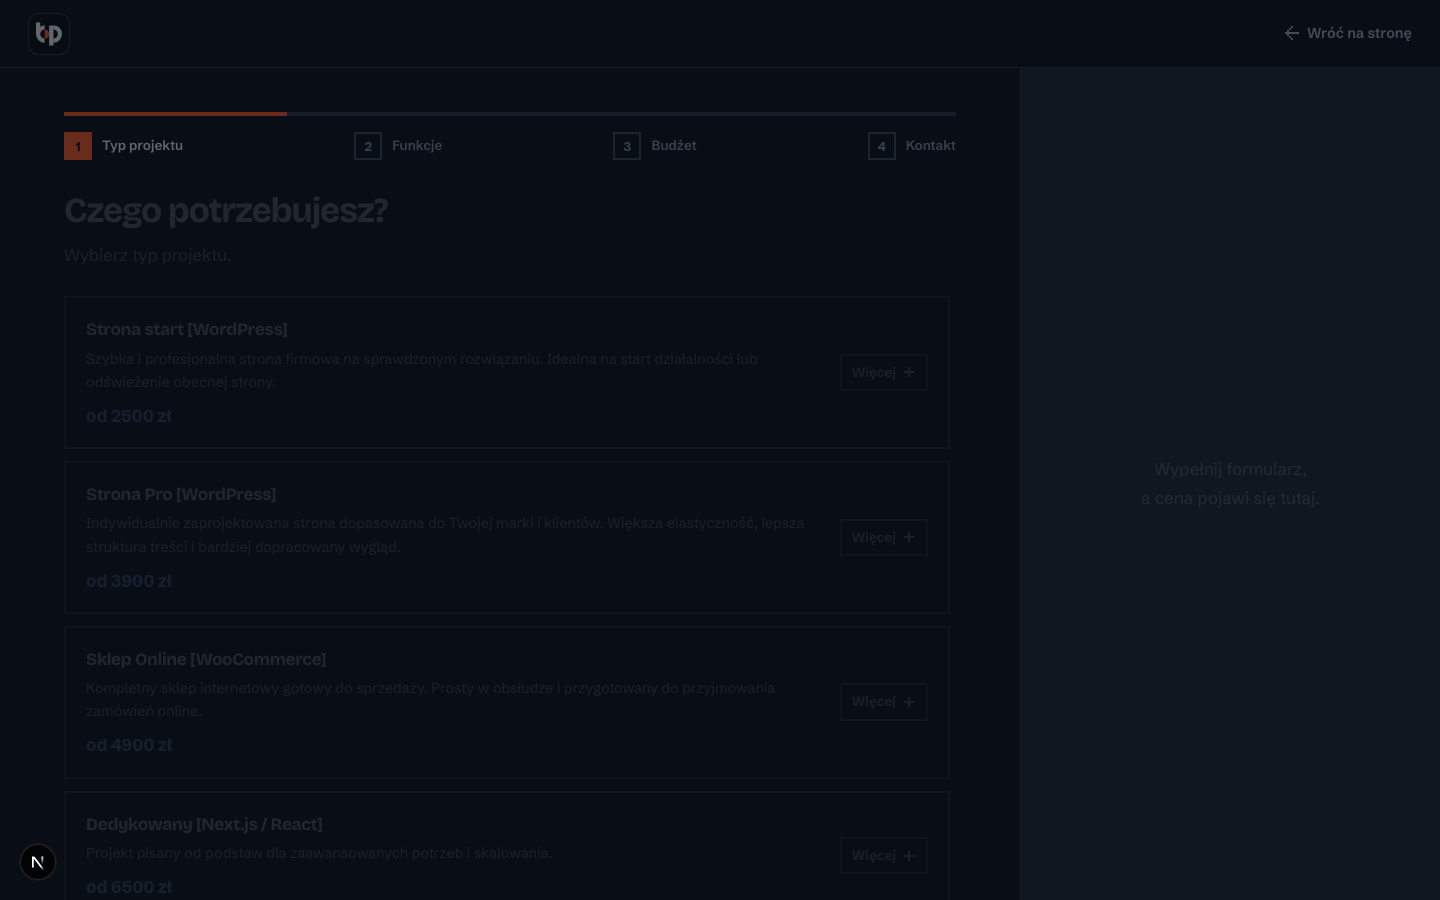 tp
Wróć na stronę
1 Typ projektu
2 Funkcje
3 Budżet
4 Kontakt
Czego potrzebujesz?
Wybierz typ projektu.
Strona start [WordPress]
Szybka i profesjonalna strona firmowa na sprawdzonym rozwiązaniu. Idealna na start działalności lub
odświeżenie obecnej strony.
od 2500 zł
Więcej +
Strona Pro [WordPress]
Indywidualnie zaprojektowana strona dopasowana do Twojej marki i klientów. Większa elastyczność, lepsza
struktura treści i bardziej dopracowany wygląd.
od 3900 zł
Więcej +
Sklep Online [WooCommerce]
Kompletny sklep internetowy gotowy do sprzedaży. Prosty w obsłudze i przygotowany do przyjmowania
zamówień online.
od 4900 zł
Więcej +
Dedykowany [Next.js / React]
Projekt pisany od podstaw dla zaawansowanych potrzeb i skalowania.
od 6500 zł
Więcej +
Wypełnij formularz,
a cena pojawi się tutaj.
N